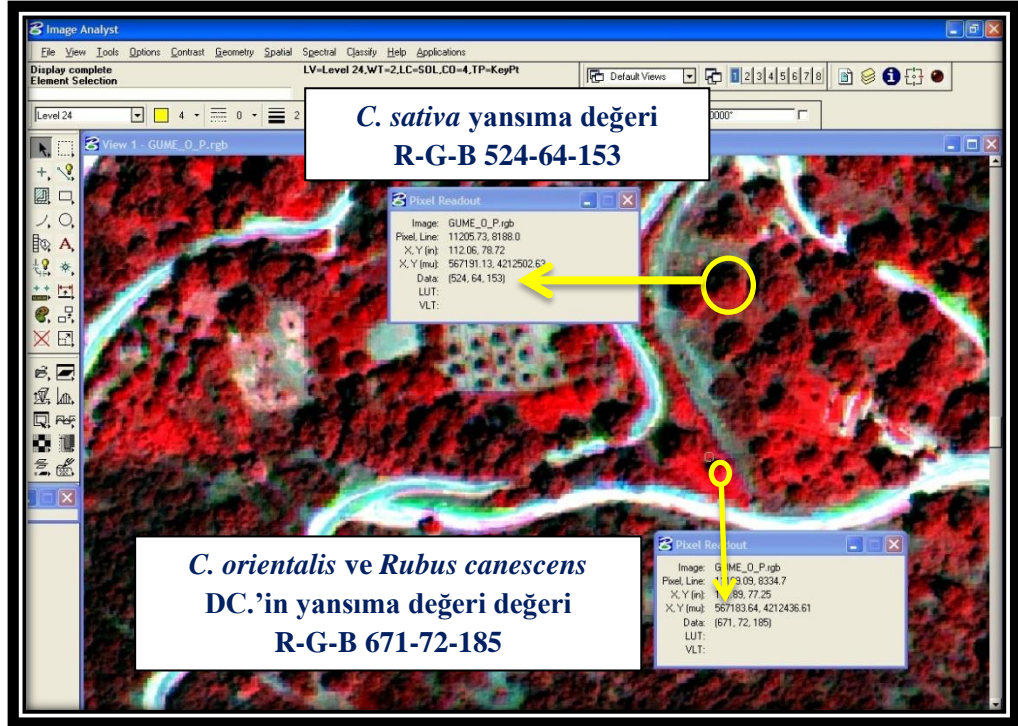 Image Analyst
File View Tools Options Contrast Geometry Spatial Spectral Classify Help Applications
Display complete
Element Selection
LV=Level 24,WT=2,LC=SOL,CO=4,TP=KeyPt
Default Views
1 2 3 4 5 6 7 8
Level 24
4
0
2
0000°
C. sativa yansıma değeri
R-G-B 524-64-153
View 1 - GUME_O_P.rgb
Pixel Readout
Image: GUME_O_P.rgb
Pixel, Line: 11205.73, 8188.0
X, Y (in): 112.06, 78.72
X, Y (mu): 567191.13, 4212502.63
Data: (524, 64, 153)
LUT:
VLT:
C. orientalis ve Rubus canescens
DC.’in yansıma değeri değeri
R-G-B 671-72-185
Pixel Readout
Image: GUME_O_P.rgb
Pixel, Line: 8334.7
X, Y (in): 77.25
X, Y (mu): 567183.64, 4212436.61
Data: (671, 72, 185)
LUT:
VLT: